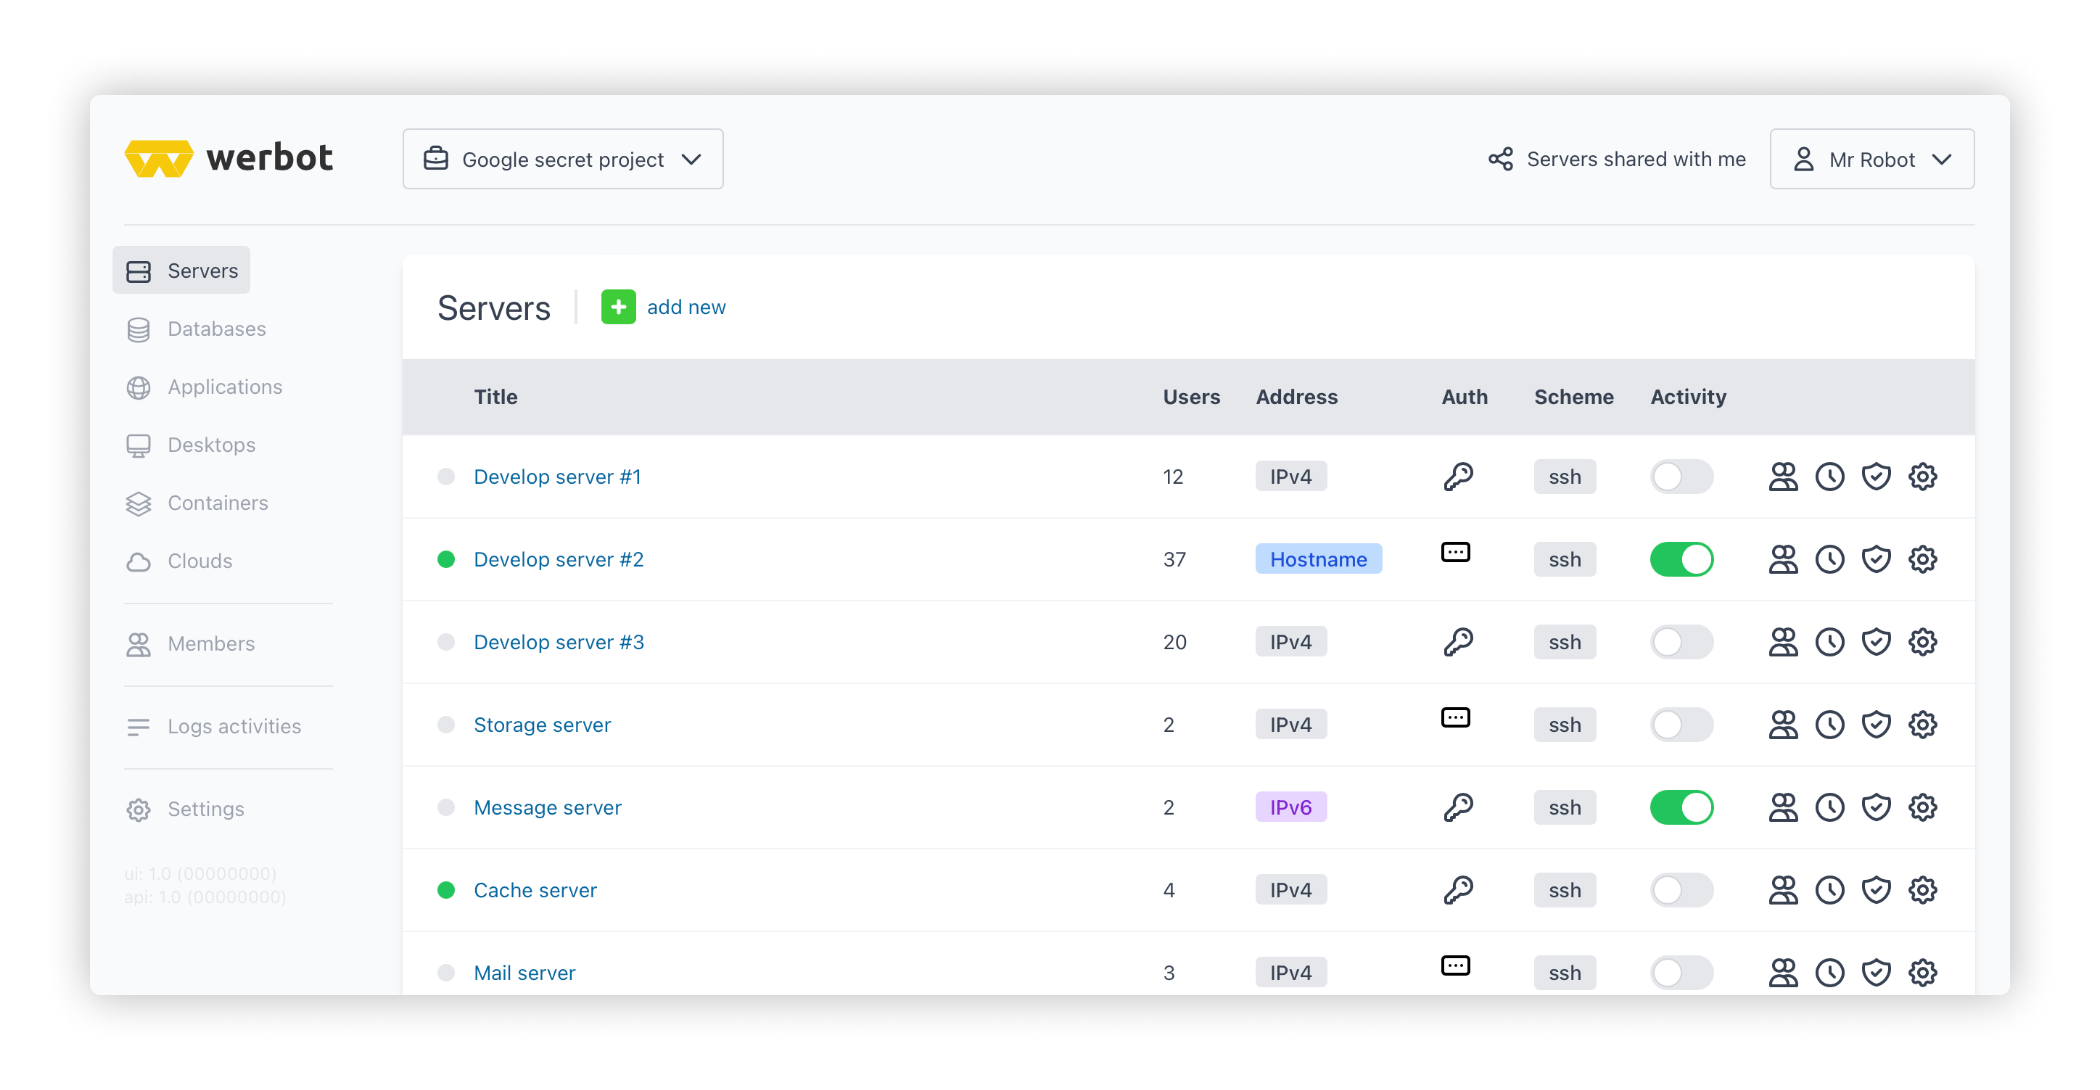 werbot
Google secret project
Servers shared with me
Mr Robot
Servers
Databases
Applications
Desktops
Containers
Clouds
Members
Logs activities
Settings
ui: 1.0 (00000000)
api: 1.0 (00000000)
Servers
add new
Title Users Address Auth Scheme Activity
Develop server #1 12 IPv4 ssh
Develop server #2 37 Hostname ssh
Develop server #3 20 IPv4 ssh
Storage server 2 IPv4 ssh
Message server 2 IPv6 ssh
Cache server 4 IPv4 ssh
Mail server 3 IPv4 ssh